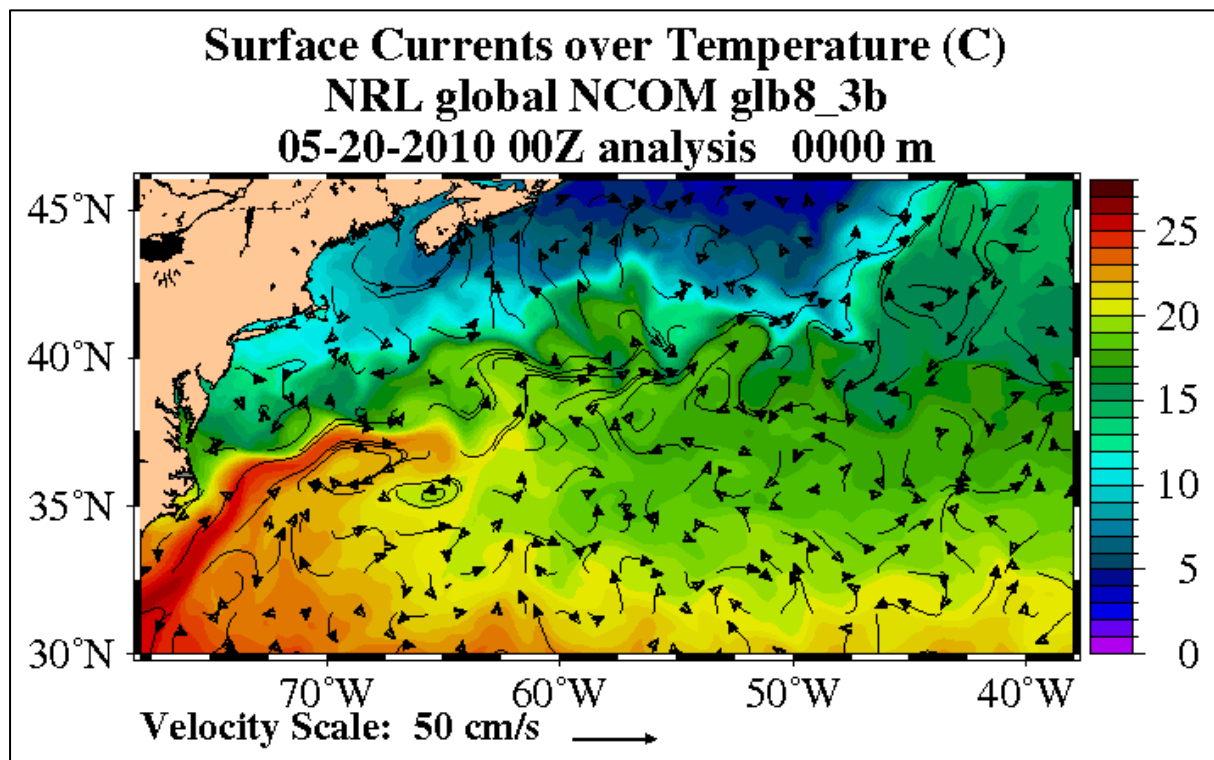 Surface Currents over Temperature (C)
NRL global NCOM glb8_3b
05-20-2010 00Z analysis 0000 m
45°N
40°N
35°N
30°N
70°W 60°W 50°W 40°W
25
20
15
10
5
0
Velocity Scale: 50 cm/s